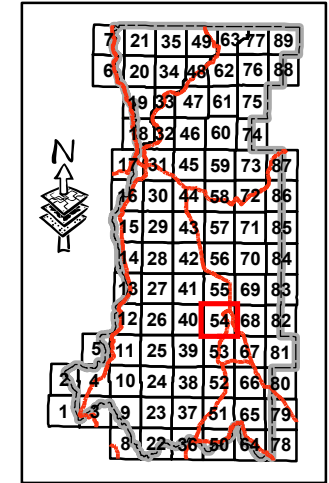 7 21 35 49 63 77 89
6 20 34 48 62 76 88
19 33 47 61 75
18 32 46 60 74
N
17 31 45 59 73 87
16 30 44 58 72 86
15 29 43 57 71 85
14 28 42 56 70 84
13 27 41 55 69 83
12 26 40 54 68 82
5 11 25 39 53 67 81
2 4 10 24 38 52 66 80
1 3 9 23 37 51 65 79
8 22 36 50 64 78